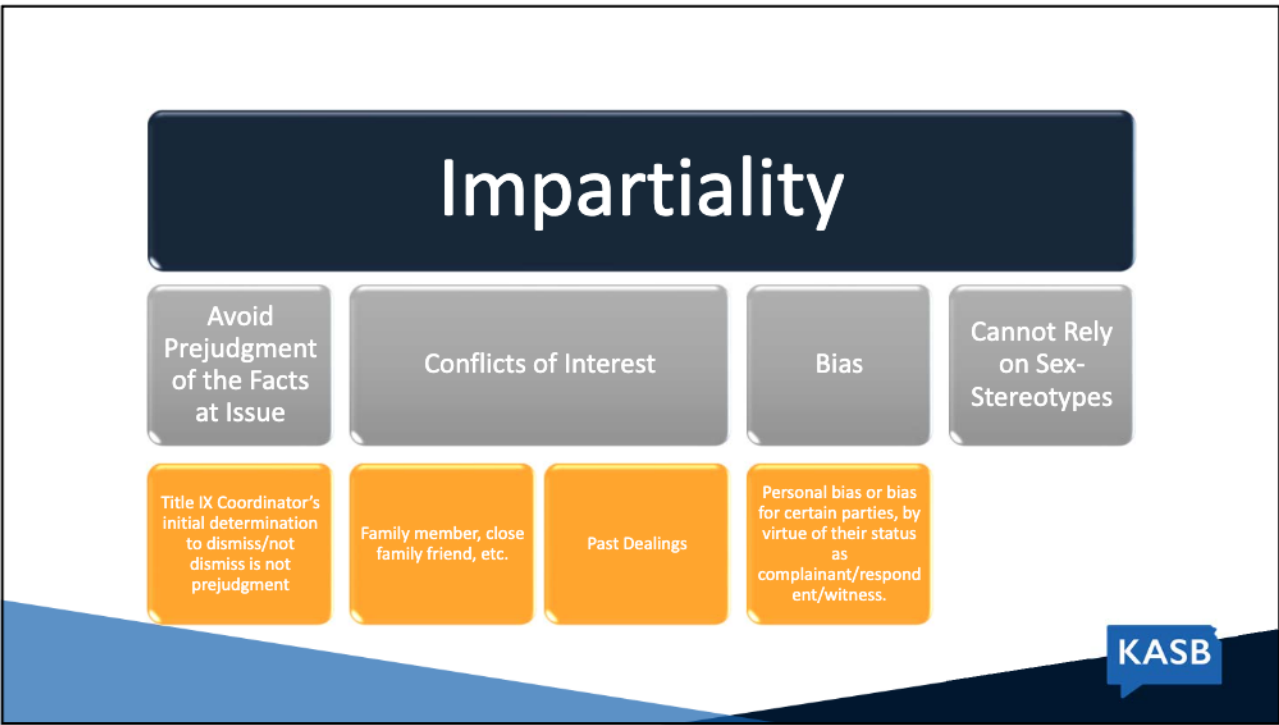 Impartiality
Avoid
Prejudgment
of the Facts
at Issue
Conflicts of Interest
Bias
Cannot Rely
on Sex-
Stereotypes
Title IX Coordinator's
initial determination
to dismiss/not
dismiss is not
prejudgment
Family member, close
family friend, etc.
Past Dealings
Personal bias or bias
for certain parties, by
virtue of their status
as
complainant/respond
ent/witness.
KASB